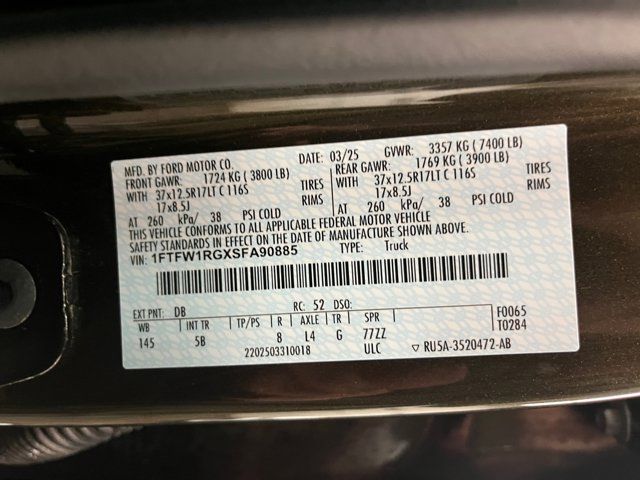 MFD. BY FORD MOTOR CO. DATE: 03/25 GVWR: 3357 KG ( 7400 LB)
FRONT GAWR: 1724 KG ( 3800 LB) REAR GAWR: 1769 KG ( 3900 LB)
WITH 37x12.5R17LT C 116S TIRES WITH 37x12.5R17LT C 116S TIRES
17x8.5J RIMS 17x8.5J RIMS
AT 260 kPa/ 38 PSI COLD AT 260 kPa/ 38 PSI COLD
THIS VEHICLE CONFORMS TO ALL APPLICABLE FEDERAL MOTOR VEHICLE
SAFETY STANDARDS IN EFFECT ON THE DATE OF MANUFACTURE SHOWN ABOVE.
VIN: 1FTFW1RGXSFA90885 TYPE: Truck
EXT PNT: DB RC: 52 DSO: F0065
WB INT TR TP/PS R AXLE TR SPR T0284
145 5B 8 L4 G 77ZZ
2202503310018 ULC ▽ RU5A-3520472-AB